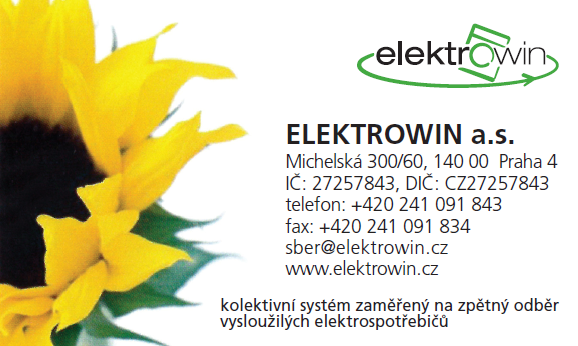 elektrowin
ELEKTROWIN a.s.
Michelská 300/60, 140 00 Praha 4
IČ: 27257843, DIČ: CZ27257843
telefon: +420 241 091 843
fax: +420 241 091 834
sber@elektrowin.cz
www.elektrowin.cz
kolektivní systém zaměřený na zpětný odběr
vysloužilých elektrospotřebičů